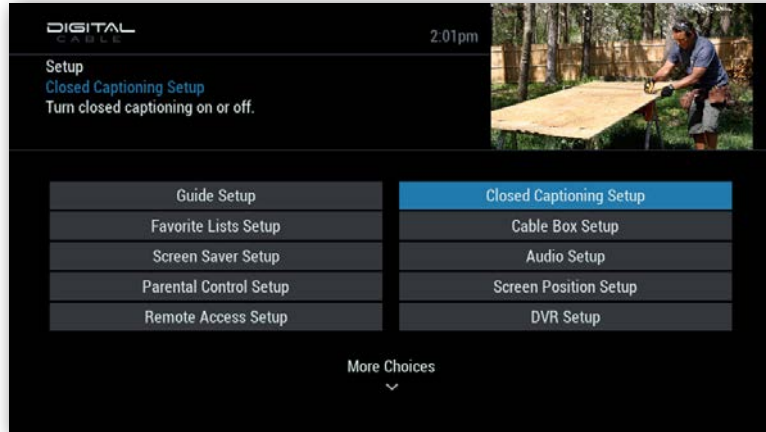 DIGITAL
CABLE
2:01pm
Setup
Closed Captioning Setup
Turn closed captioning on or off.
Guide Setup
Closed Captioning Setup
Favorite Lists Setup
Cable Box Setup
Screen Saver Setup
Audio Setup
Parental Control Setup
Screen Position Setup
Remote Access Setup
DVR Setup
More Choices